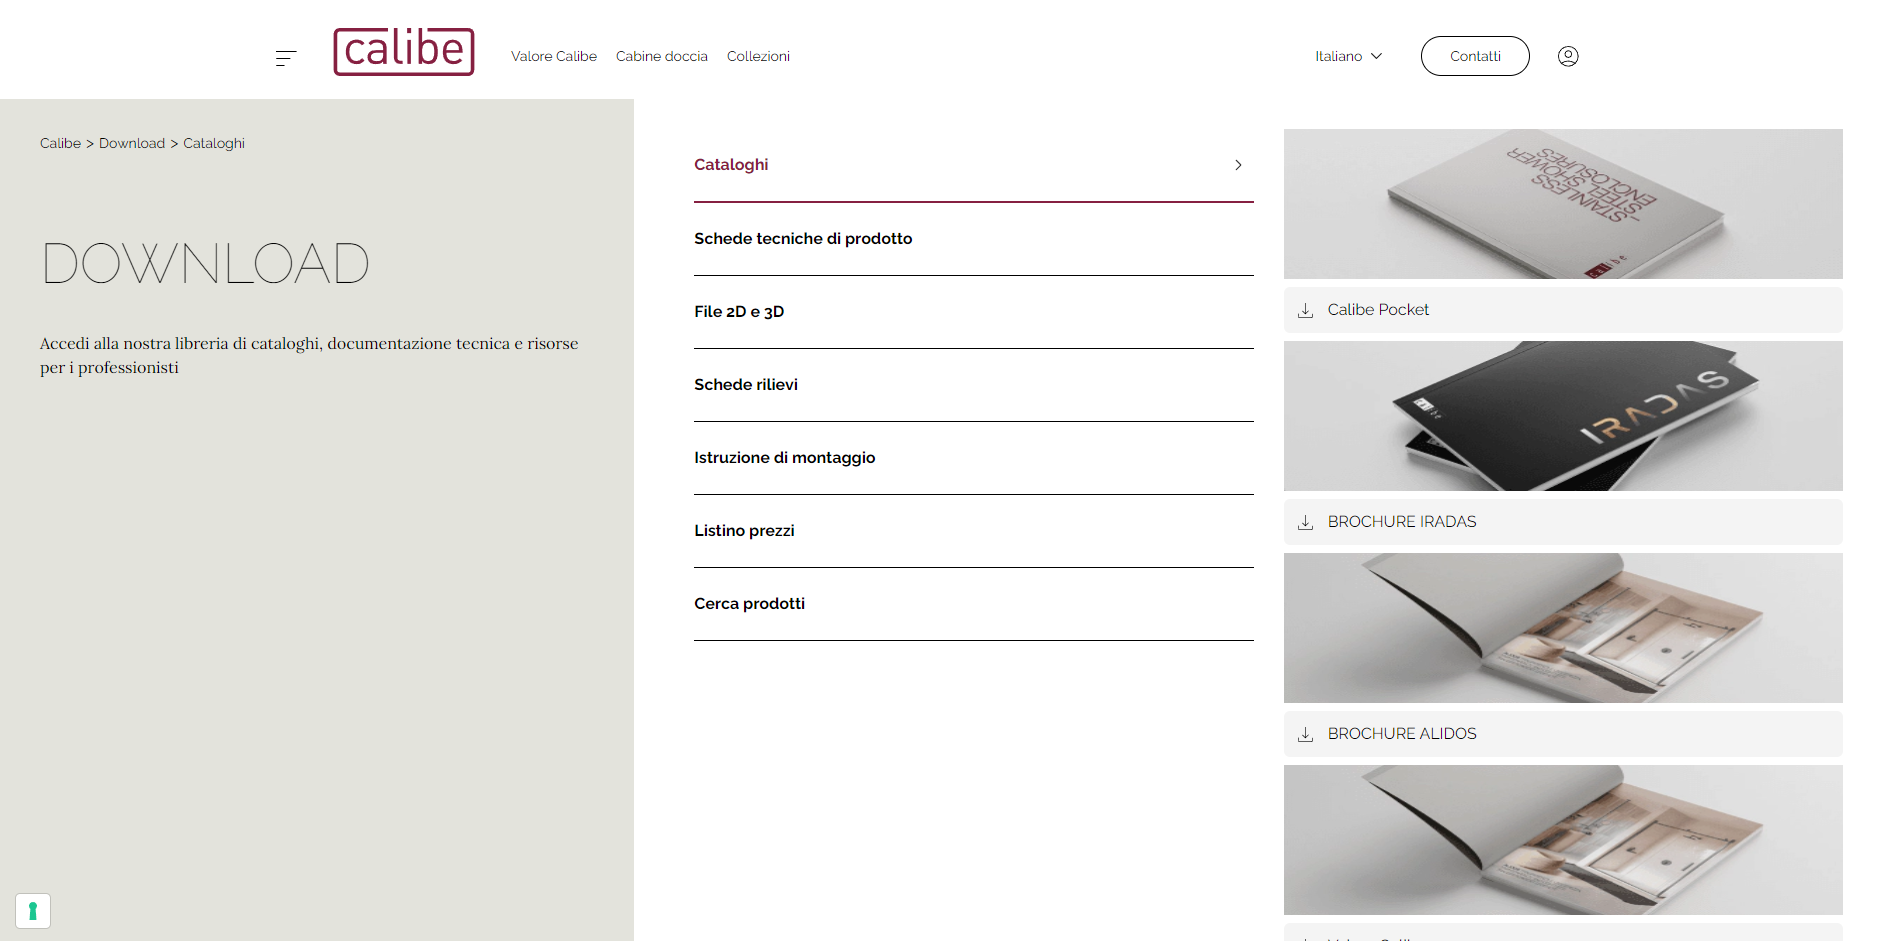 calibe
Valore Calibe
Cabine doccia
Collezioni
Italiano
Contatti
Calibe > Download > Cataloghi
DOWNLOAD
Accedi alla nostra libreria di cataloghi, documentazione tecnica e risorse
per i professionisti
Cataloghi
Schede tecniche di prodotto
File 2D e 3D
Schede rilievi
Istruzione di montaggio
Listino prezzi
Cerca prodotti
STAINLESS
STEEL SHOWER
ENCLOSURES
calibe
Calibe Pocket
calibe
IRADAS
BROCHURE IRADAS
BROCHURE ALIDOS